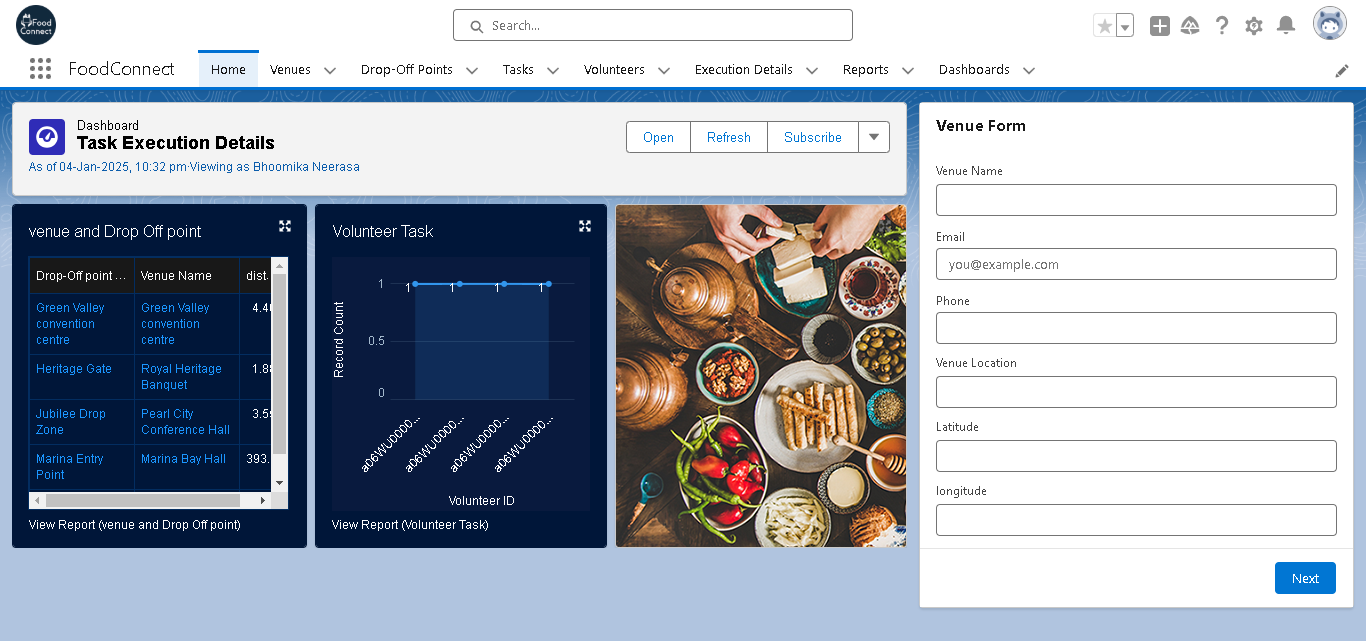 Food
Connect
Search...
FoodConnect
Home
Venues
Drop-Off Points
Tasks
Volunteers
Execution Details
Reports
Dashboards
Dashboard
Task Execution Details
As of 04-Jan-2025, 10:32 pm·Viewing as Bhoomika Neerasa
Open
Refresh
Subscribe
venue and Drop Off point
Drop-Off point ...
Venue Name
dist.
Green Valley
convention
centre
Green Valley
convention
centre
4.40
Heritage Gate
Royal Heritage
Banquet
1.8
Jubilee Drop
Zone
Pearl City
Conference Hall
3.5
Marina Entry
Point
Marina Bay Hall
393.
View Report (venue and Drop Off point)
Volunteer Task
Record Count
1
0.5
0
1
1
1
1
a06WU0000...
a06WU0000...
a06WU0000...
a06WU0000...
Volunteer ID
View Report (Volunteer Task)
Venue Form
Venue Name
Email
you@example.com
Phone
Venue Location
Latitude
longitude
Next